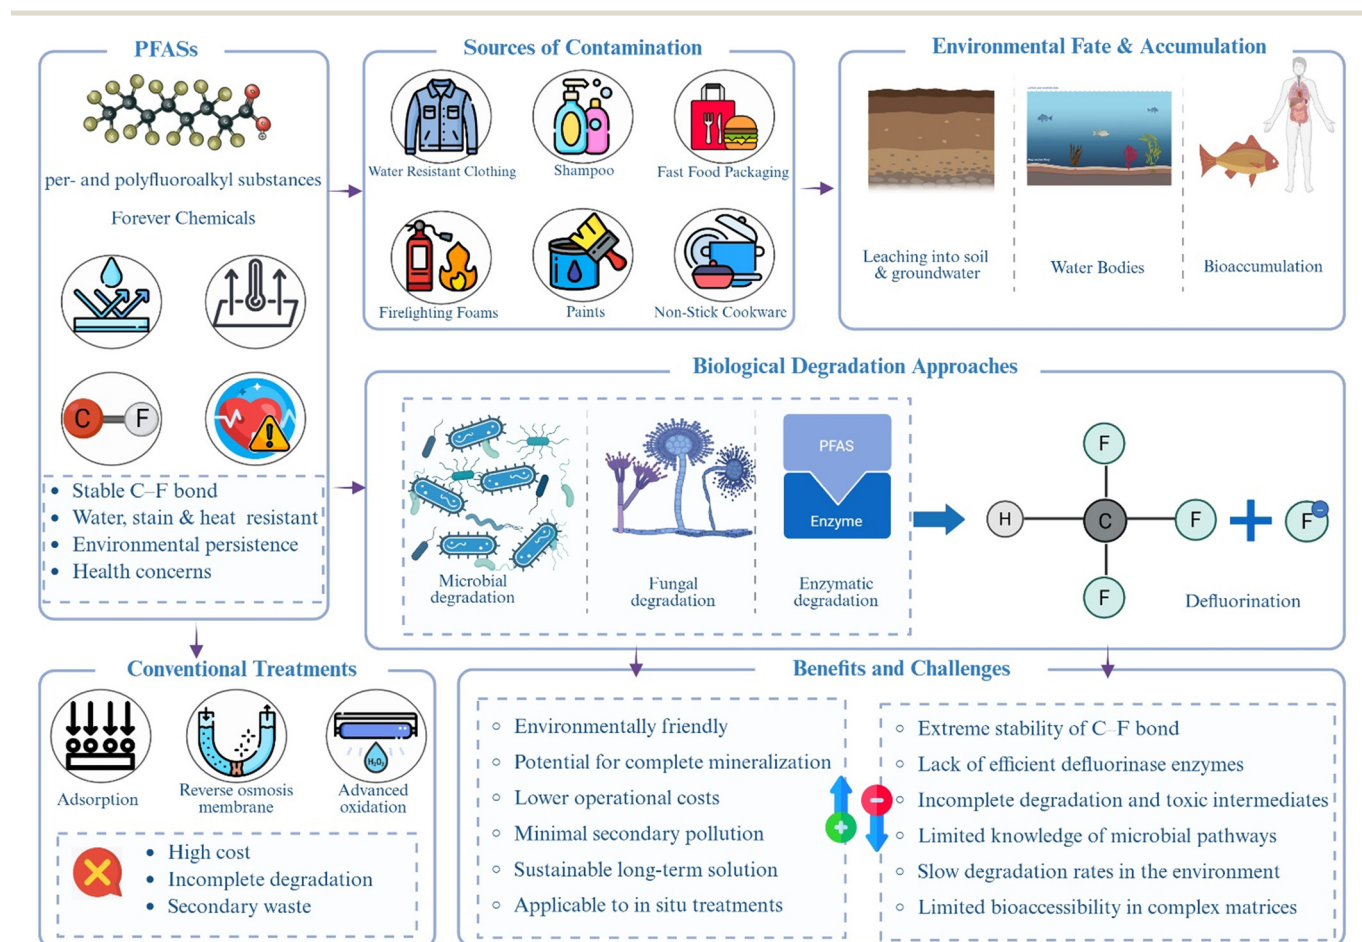 PFASs
per- and polyfluoroalkyl substances
Forever Chemicals
C F
• Stable C–F bond
• Water, stain & heat resistant
• Environmental persistence
• Health concerns
Sources of Contamination
Water Resistant Clothing
Shampoo
Fast Food Packaging
Firefighting Foams
Paints
Non-Stick Cookware
Environmental Fate & Accumulation
Leaching into soil
& groundwater
Water Bodies
Bioaccumulation
Biological Degradation Approaches
Microbial
degradation
Fungal
degradation
PFAS
Enzyme
Enzymatic
degradation
F
H C F + F-
F
Defluorination
Conventional Treatments
Adsorption
Reverse osmosis
membrane
H₂O₂
Advanced
oxidation
• High cost
• Incomplete degradation
• Secondary waste
Benefits and Challenges
○ Environmentally friendly
○ Potential for complete mineralization
○ Lower operational costs
○ Minimal secondary pollution
○ Sustainable long-term solution
○ Applicable to in situ treatments
○ Extreme stability of C–F bond
○ Lack of efficient defluorinase enzymes
○ Incomplete degradation and toxic intermediates
○ Limited knowledge of microbial pathways
○ Slow degradation rates in the environment
○ Limited bioaccessibility in complex matrices